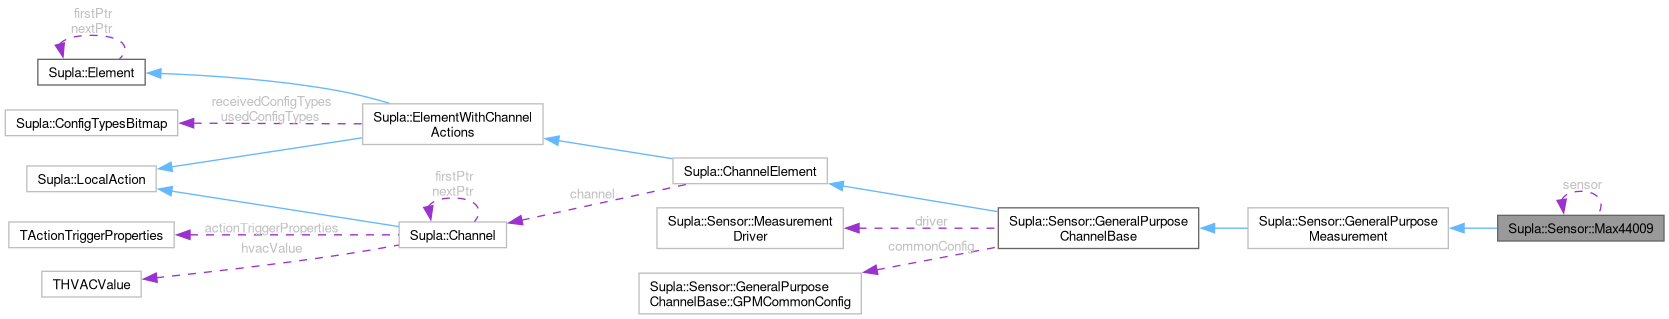 firstPtr
nextPtr
Supla::Element
receivedConfigTypes
usedConfigTypes
Supla::ConfigTypesBitmap
Supla::ElementWithChannel
Actions
Supla::LocalAction
Supla::ChannelElement
firstPtr
nextPtr
channel
sensor
TActionTriggerProperties
actionTriggerProperties
hvacValue
Supla::Channel
Supla::Sensor::Measurement
Driver
driver
Supla::Sensor::GeneralPurpose
ChannelBase
Supla::Sensor::GeneralPurpose
Measurement
Supla::Sensor::Max44009
commonConfig
THVACValue
Supla::Sensor::GeneralPurpose
ChannelBase::GPMCommonConfig